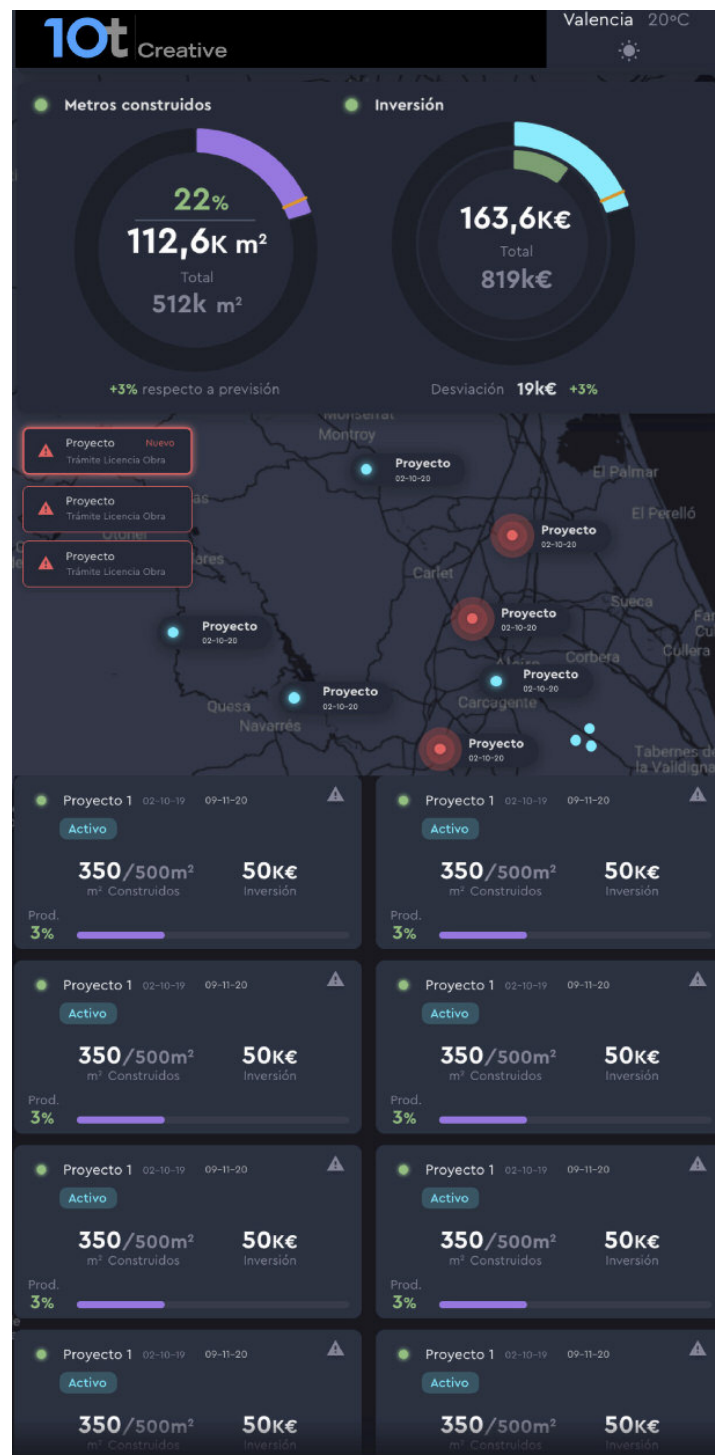 10t Creative
Valencia 20ºC
Metros construidos
Inversión
22%
112,6K m²
Total
512k m²
+3% respecto a previsión
163,6K€
Total
819k€
Desviación 19k€ +3%
Monserrat
Montroy
Proyecto Nuevo
Trámite Licencia Obra
Proyecto
Trámite Licencia Obra
Proyecto
Trámite Licencia Obra
Proyecto
02-10-20
El Palmar
El Perelló
Proyecto
02-10-20
Carlet
Sueca
Proyecto
02-10-20
Proyecto
02-10-20
Corbera
Cullera
Proyecto
02-10-20
Carcagente
Proyecto
02-10-20
Quesa
Navarrés
Proyecto
02-10-20
Tabernes de
la Valldigna
Proyecto 1 02-10-19 09-11-20
Activo
350/500m² 50K€
m² Construidos Inversión
Prod.
3%
Proyecto 1 02-10-19 09-11-20
Activo
350/500m² 50K€
m² Construidos Inversión
Prod.
3%
Proyecto 1 02-10-19 09-11-20
Activo
350/500m² 50K€
m² Construidos Inversión
Prod.
3%
Proyecto 1 02-10-19 09-11-20
Activo
350/500m² 50K€
m² Construidos Inversión
Prod.
3%
Proyecto 1 02-10-19 09-11-20
Activo
350/500m² 50K€
m² Construidos Inversión
Prod.
3%
Proyecto 1 02-10-19 09-11-20
Activo
350/500m² 50K€
m² Construidos Inversión
Prod.
3%
Proyecto 1 02-10-19 09-11-20
Activo
350/500m² 50K€
m² Construidos Inversión
Proyecto 1 02-10-19 09-11-20
Activo
350/500m² 50K€
m² Construidos Inversión